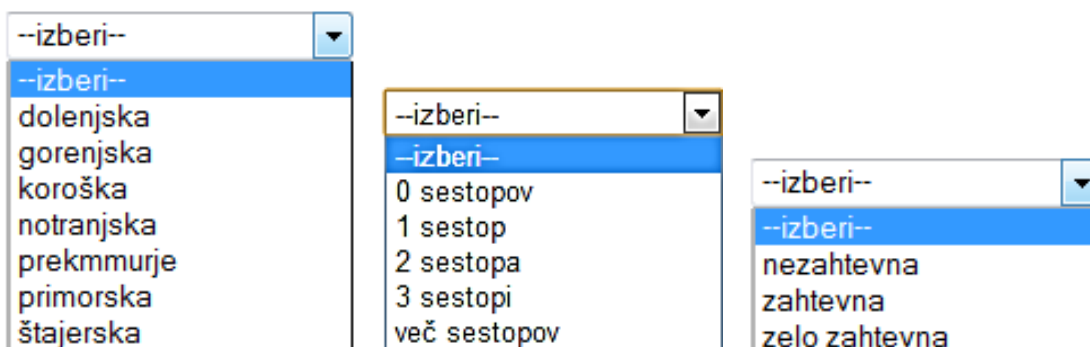 --izberi--
--izberi--
dolenjska
gorenjska
koroška
notranjska
prekmmurje
primorska
štajerska
--izberi--
--izberi--
0 sestopov
1 sestop
2 sestopa
3 sestopi
več sestopov
--izberi--
--izberi--
nezahtevna
zahtevna
zelo zahtevna